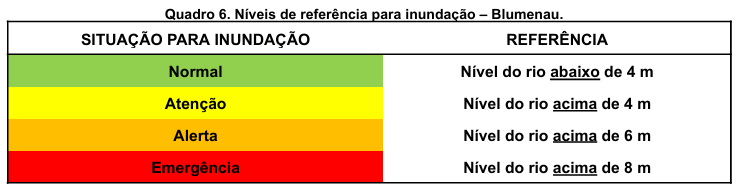 Quadro 6. Níveis de referência para inundação – Blumenau.
SITUAÇÃO PARA INUNDAÇÃO REFERÊNCIA
Normal Nível do rio abaixo de 4 m
Atenção Nível do rio acima de 4 m
Alerta Nível do rio acima de 6 m
Emergência Nível do rio acima de 8 m